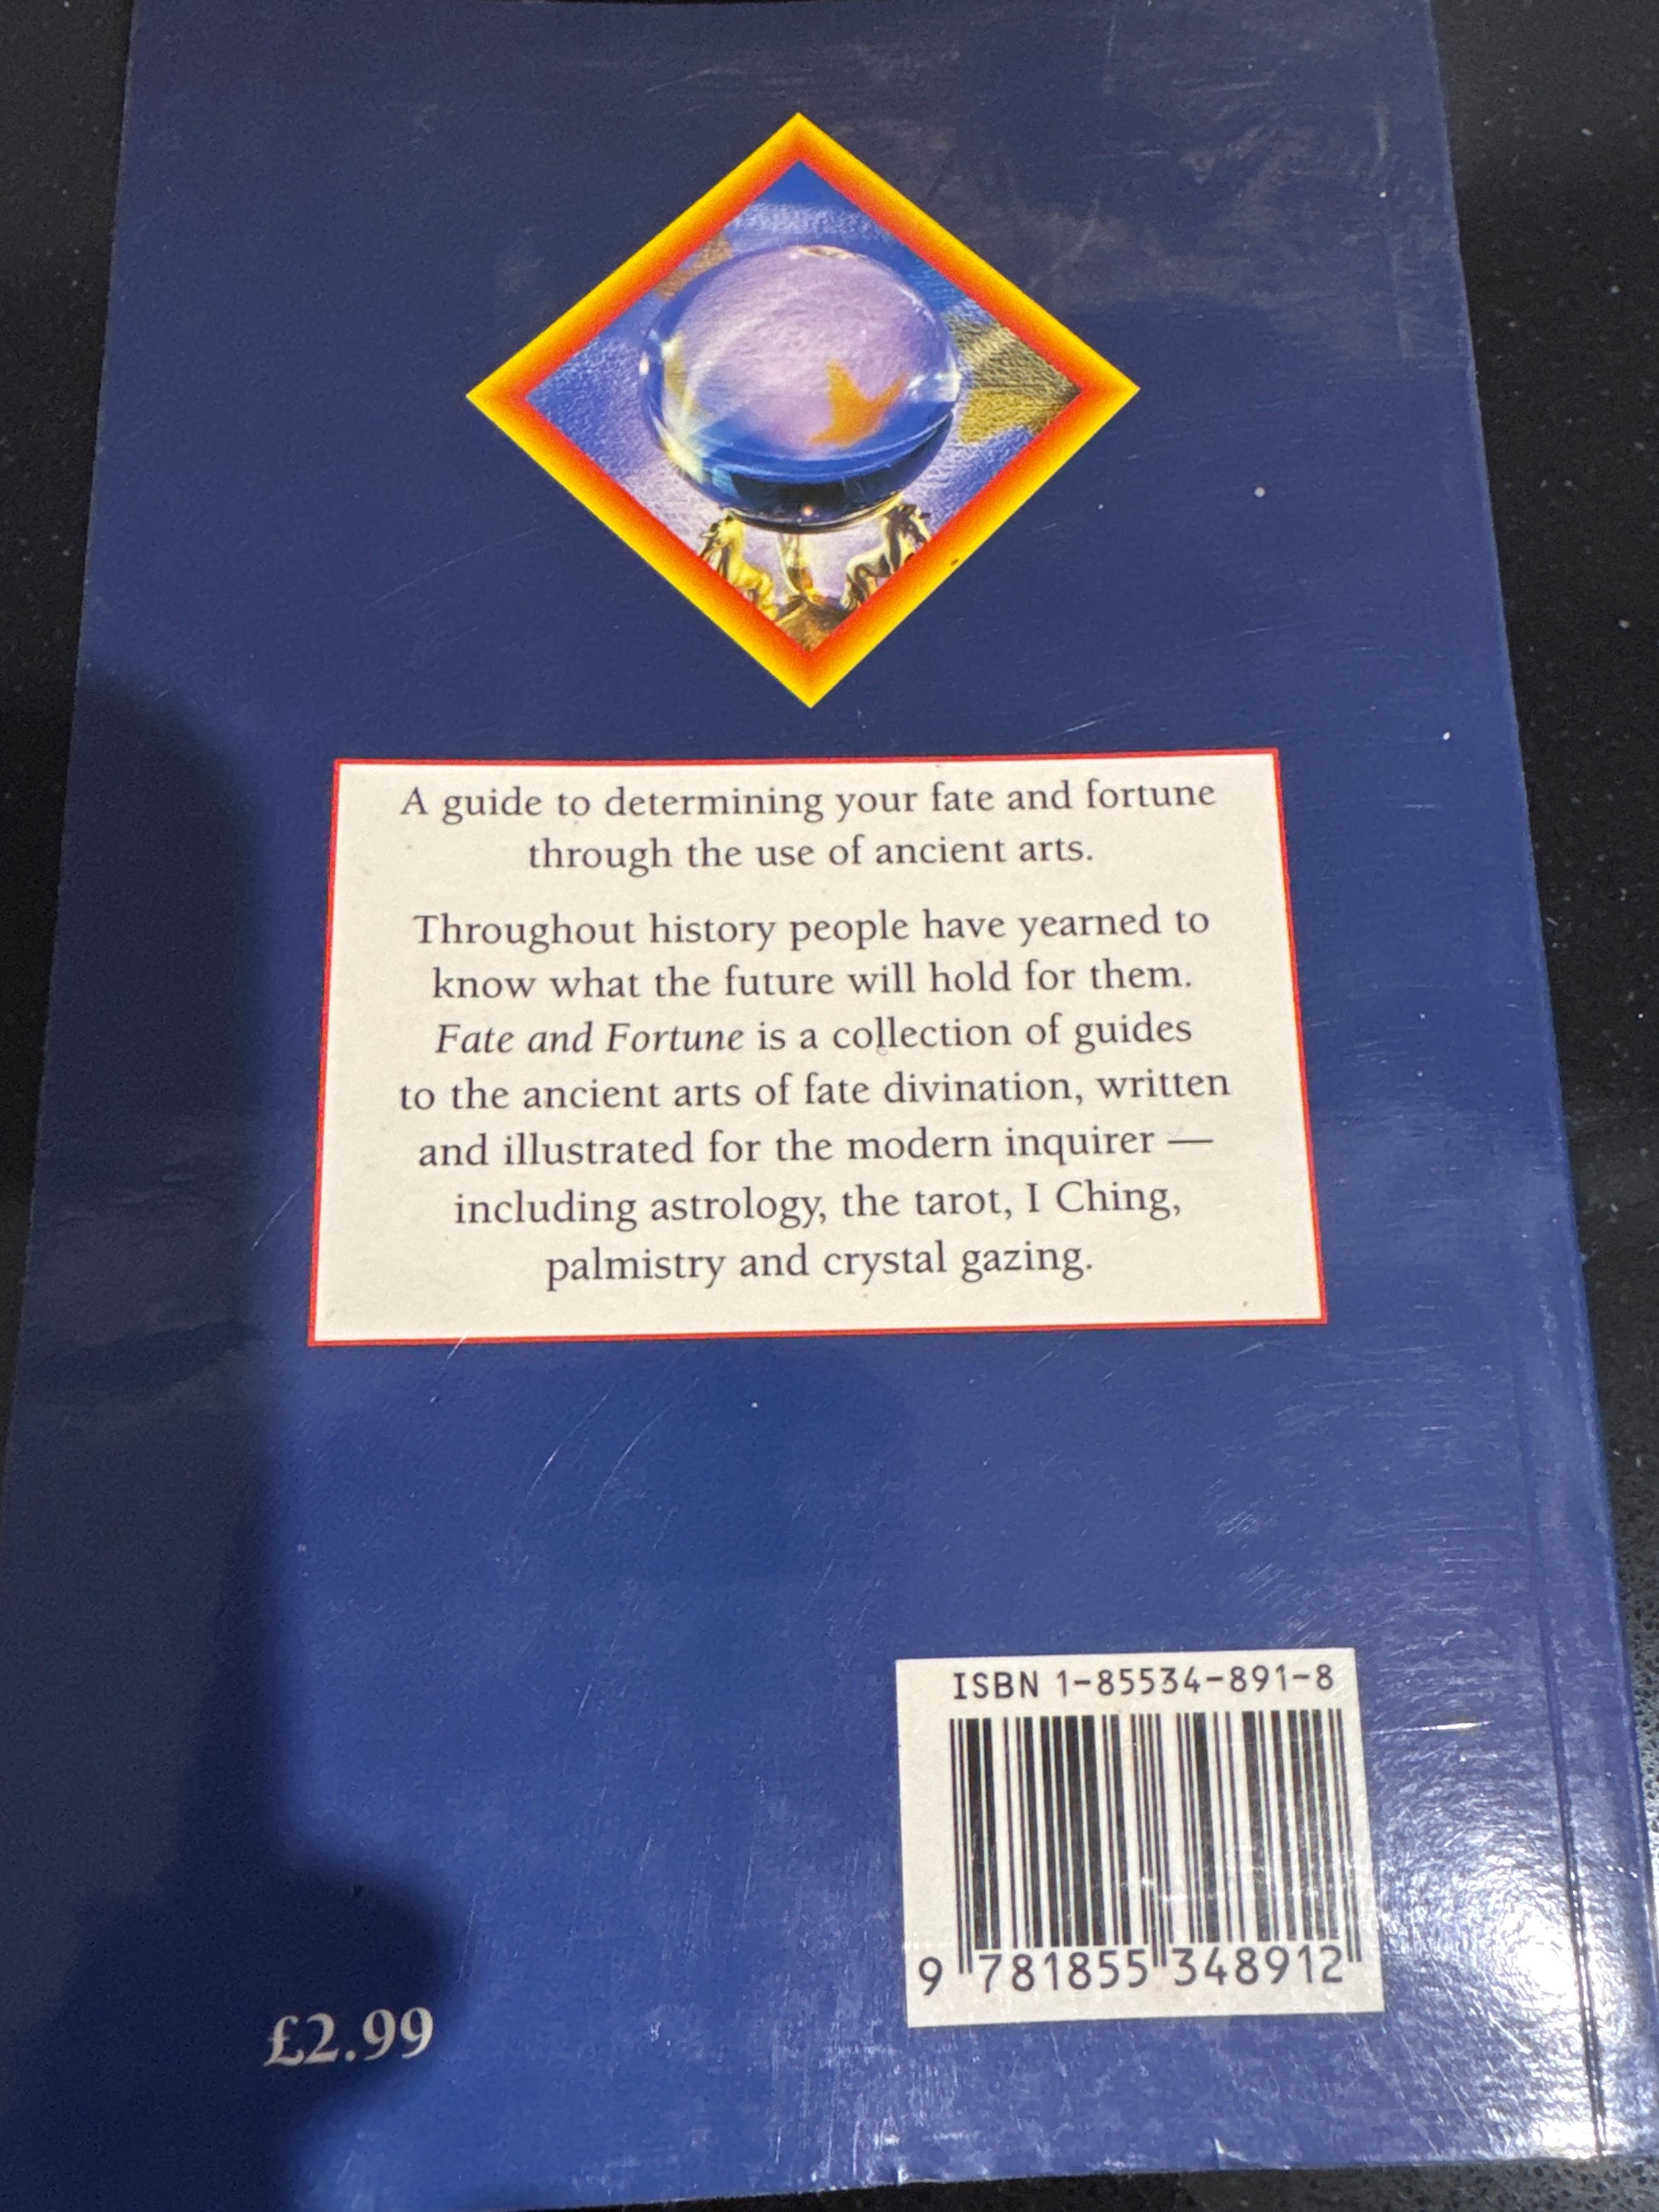 A guide to determining your fate and fortune
through the use of ancient arts.
Throughout history people have yearned to
know what the future will hold for them.
Fate and Fortune is a collection of guides
to the ancient arts of fate divination, written
and illustrated for the modern inquirer —
including astrology, the tarot, I Ching,
palmistry and crystal gazing.
ISBN 1-85534-891-8
9 781855 348912
£2.99